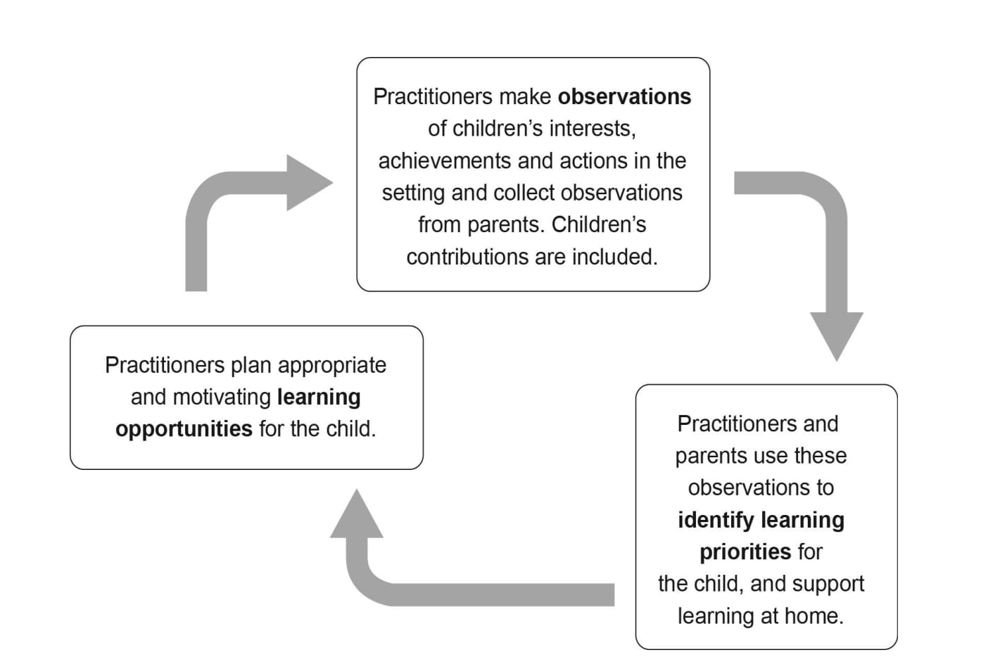 Practitioners make observations
of children’s interests,
achievements and actions in the
setting and collect observations
from parents. Children’s
contributions are included.
Practitioners plan appropriate
and motivating learning
opportunities for the child.
Practitioners and
parents use these
observations to
identify learning
priorities for
the child, and support
learning at home.